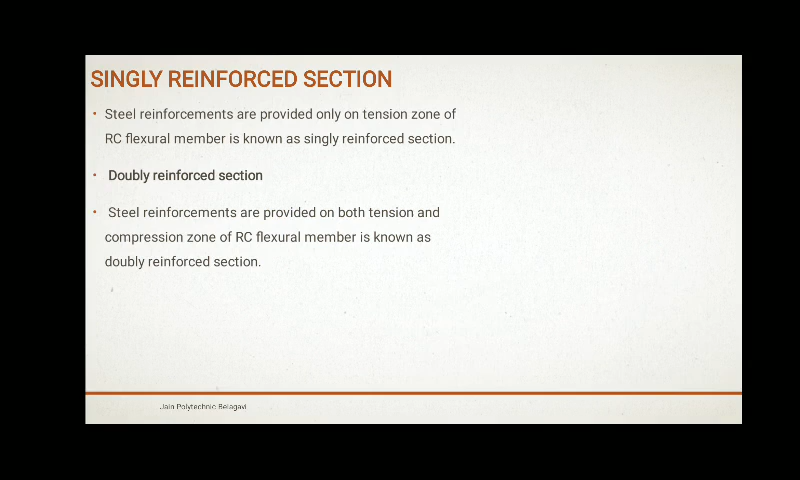 SINGLY REINFORCED SECTION
• Steel reinforcements are provided only on tension zone of
RC flexural member is known as singly reinforced section.
• Doubly reinforced section
• Steel reinforcements are provided on both tension and
compression zone of RC flexural member is known as
doubly reinforced section.
Jain Polytechnic Belagavi